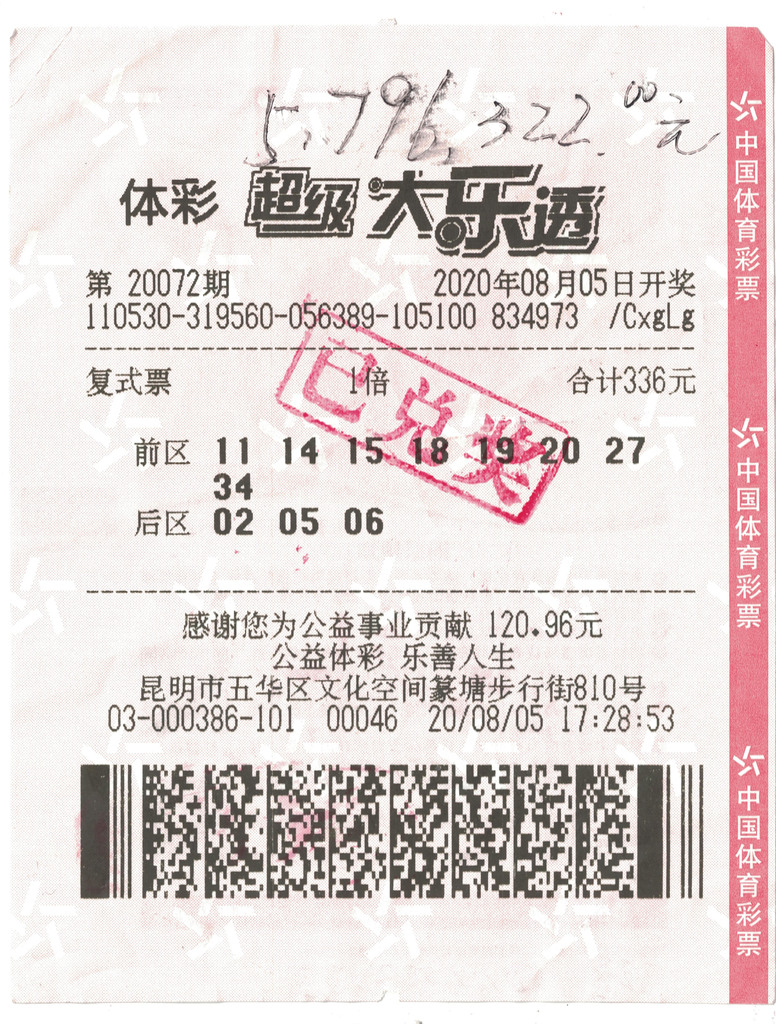 5,796,322.00元
体彩 超级大乐透
第 20072期 2020年08月05日开奖
110530-319560-056389-105100 834973 /CxgLg
复式票 1倍 合计336元
已兑奖
前区 11 14 15 18 19 20 27
34
后区 02 05 06
感谢您为公益事业贡献 120.96元
公益体彩 乐善人生
昆明市五华区文化空间篆塘步行街810号
03-000386-101 00046 20/08/05 17:28:53
中国体育彩票
中国体育彩票
中国体育彩票